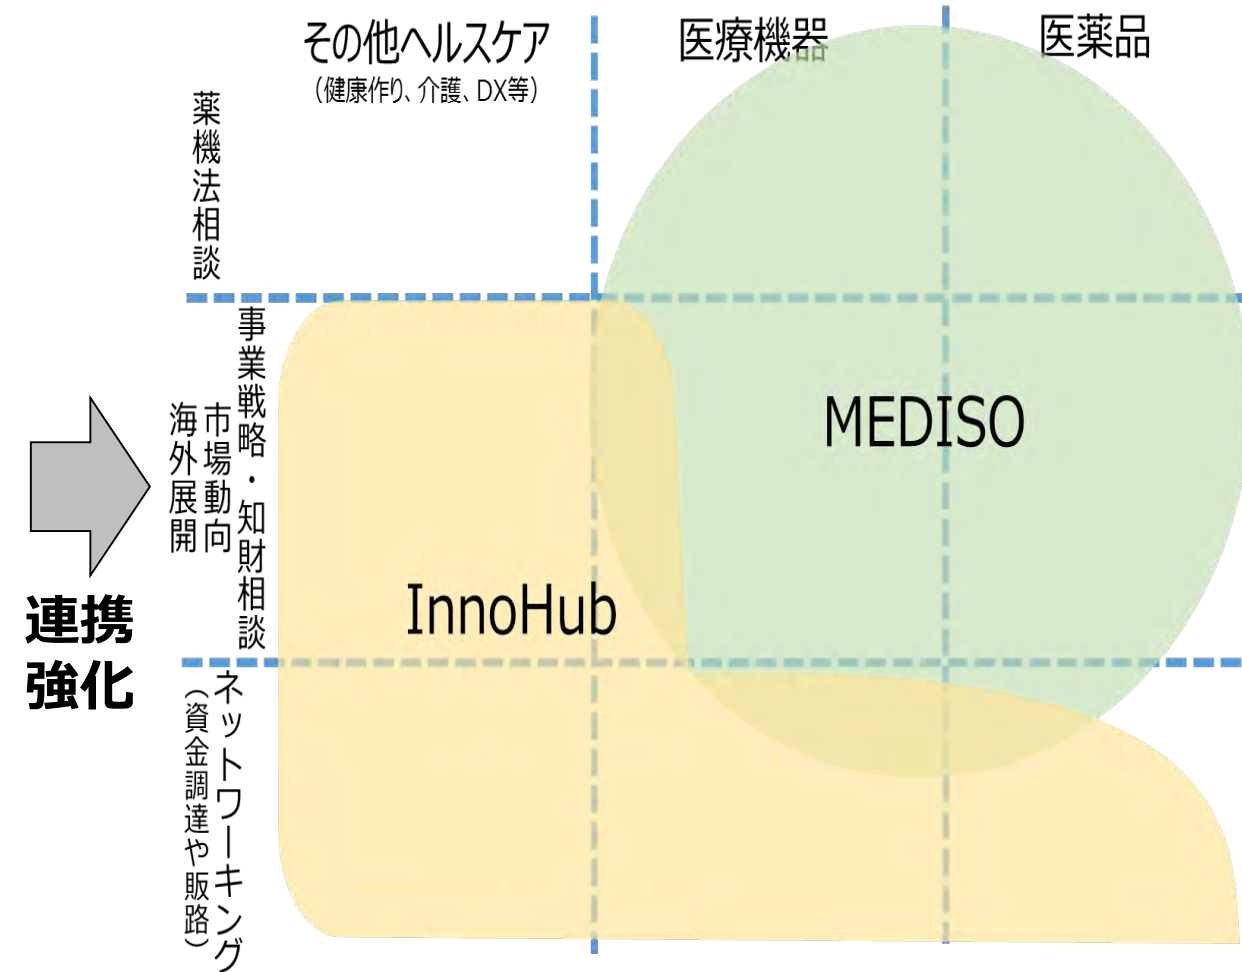 その他ヘルスケア
（健康作り、介護、DX等）
医療機器
医薬品
薬機法相談
事業戦略・知財相談
市場動向
海外展開
MEDISO
InnoHub
連携
強化
ネットワーキング
（資金調達や販路）